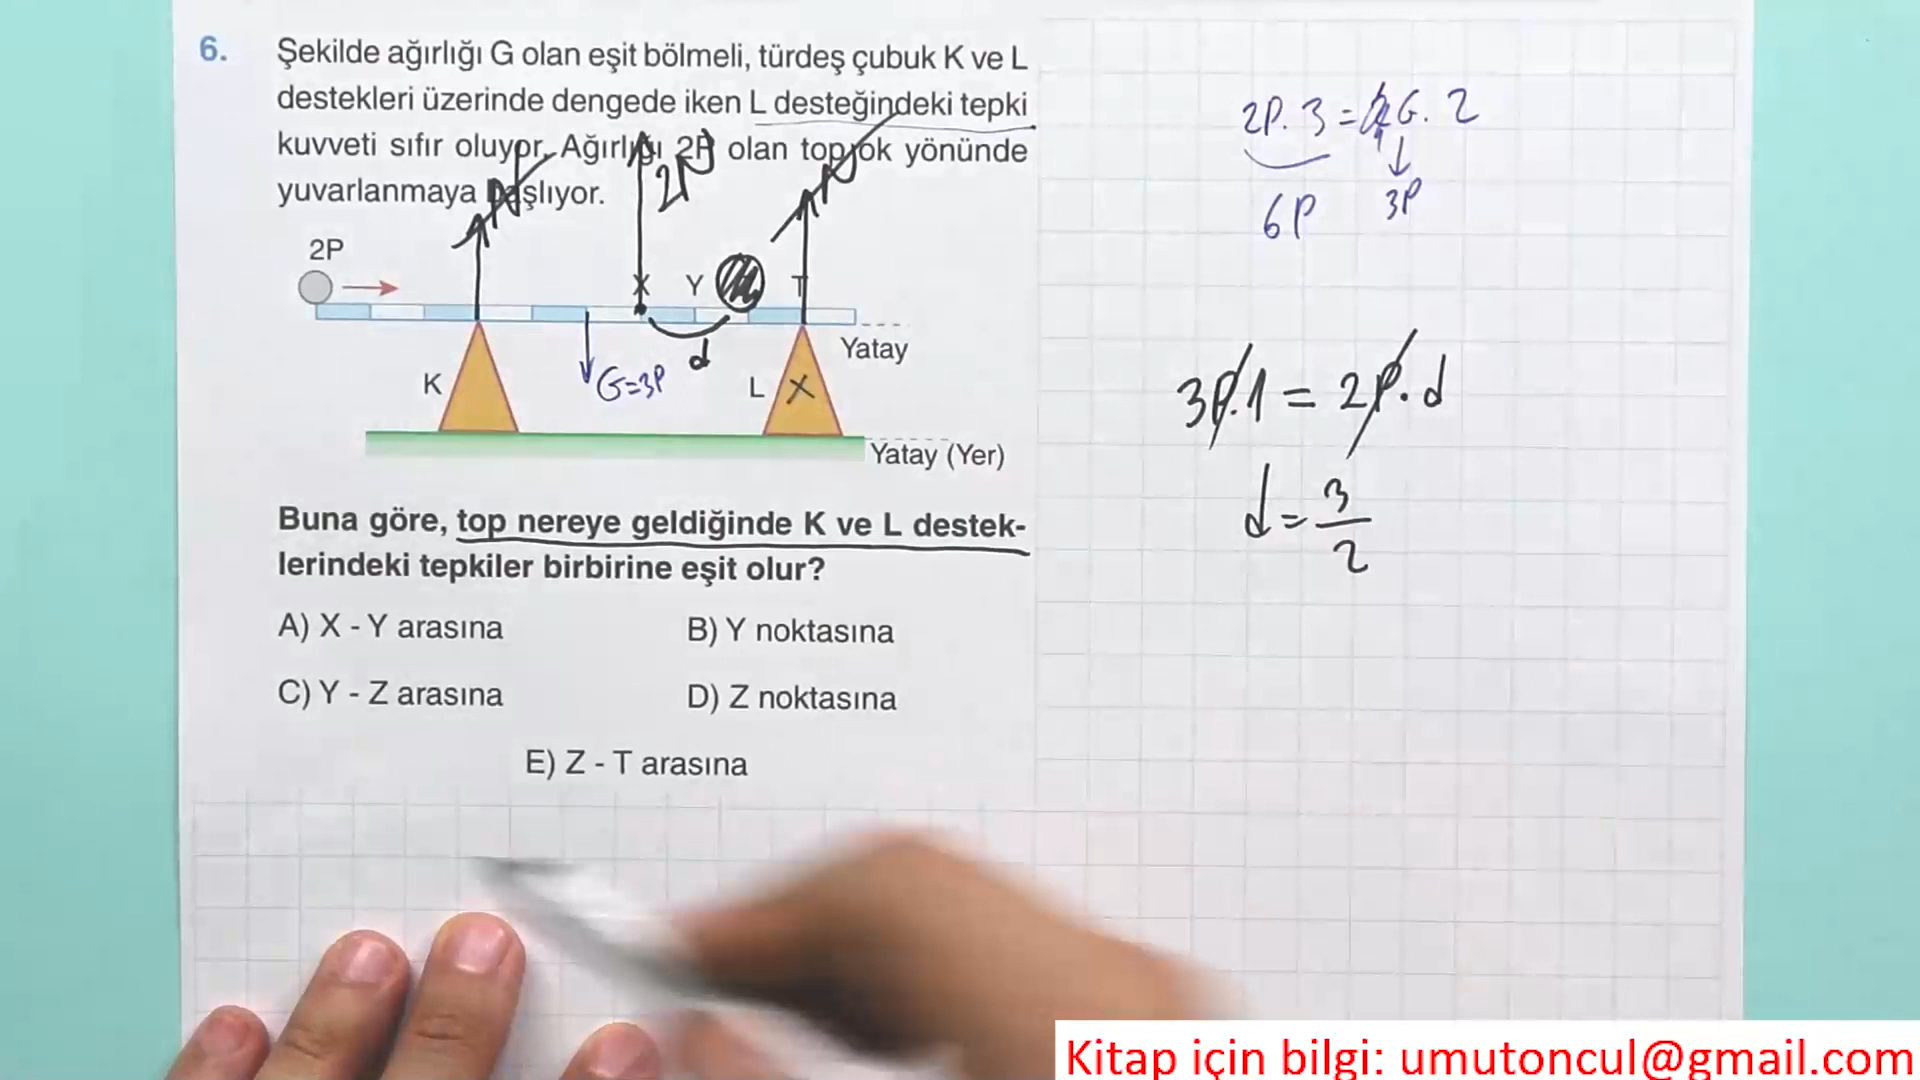 6.
Şekilde ağırlığı G olan eşit bölmeli, türdeş çubuk K ve L
destekleri üzerinde dengede iken L desteğindeki tepki
kuvveti sıfır oluyor. Ağırlığı 2P olan top ok yönünde
yuvarlanmaya başlıyor.
2P
2N
X Y T
d
Yatay
K
G=3P
L X
Yatay (Yer)
Buna göre, top nereye geldiğinde K ve L destek-
lerindeki tepkiler birbirine eşit olur?
A) X - Y arasına
B) Y noktasına
C) Y - Z arasına
D) Z noktasına
E) Z - T arasına
2P.3 = G.2
6P 3P
3P.1 = 2P.d
d = 3/2
Kitap için bilgi: umutoncul@gmail.com